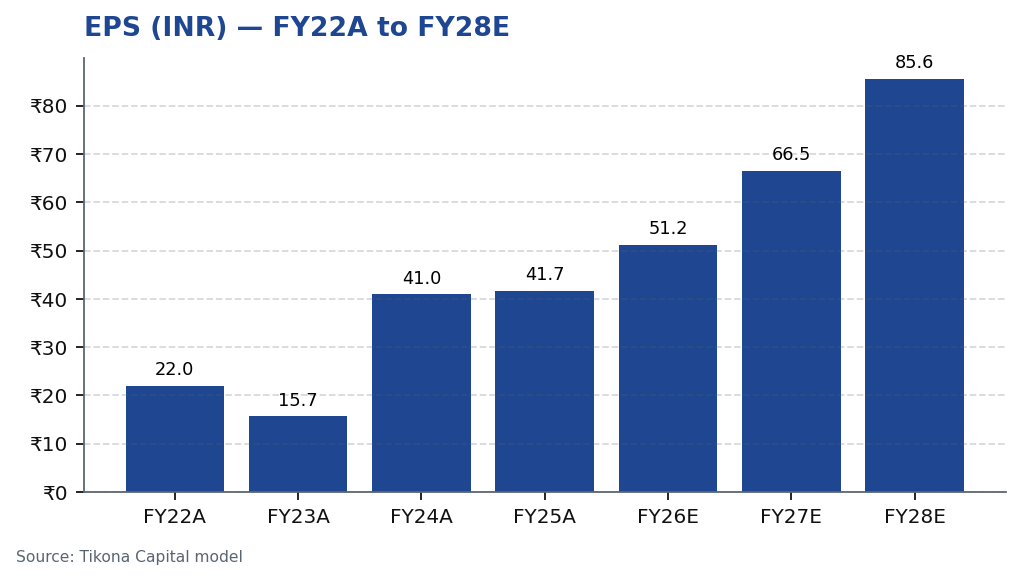 EPS (INR) — FY22A to FY28E
₹80
₹70
₹60
₹50
₹40
₹30
₹20
₹10
₹0
22.0
15.7
41.0
41.7
51.2
66.5
85.6
FY22A
FY23A
FY24A
FY25A
FY26E
FY27E
FY28E
Source: Tikona Capital model